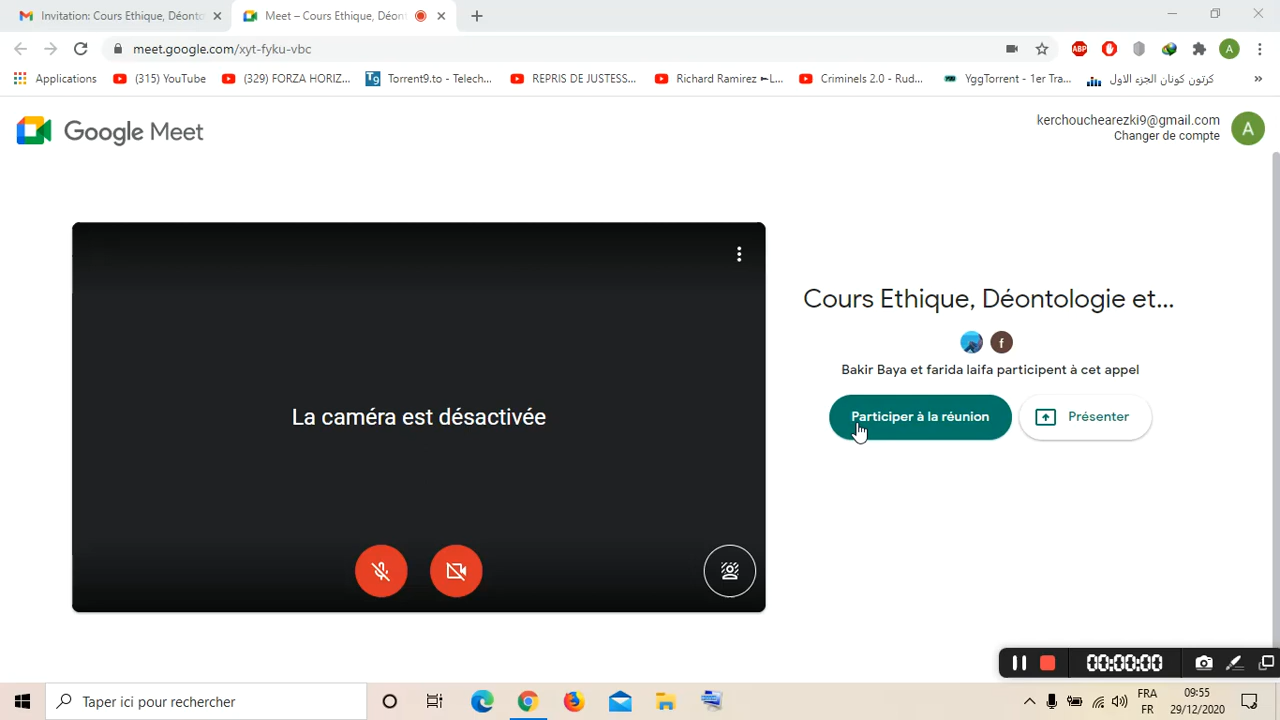 Invitation: Cours Ethique, Déonto
Meet – Cours Ethique, Déon
meet.google.com/xyt-fyku-vbc
ABP
A
Applications
(315) YouTube
(329) FORZA HORIZ...
Tg Torrent9.to - Telech...
REPRIS DE JUSTESS...
Richard Ramirez ►L...
Criminels 2.0 - Rud...
YggTorrent - 1er Tra...
كرتون كونان الجزء الاول
»
Google Meet
kerchouchearezki9@gmail.com
Changer de compte
A
La caméra est désactivée
Cours Ethique, Déontologie et...
f
Bakir Baya et farida laifa participent à cet appel
Participer à la réunion
Présenter
00:00:00
Taper ici pour rechercher
FRA
FR
09:55
29/12/2020